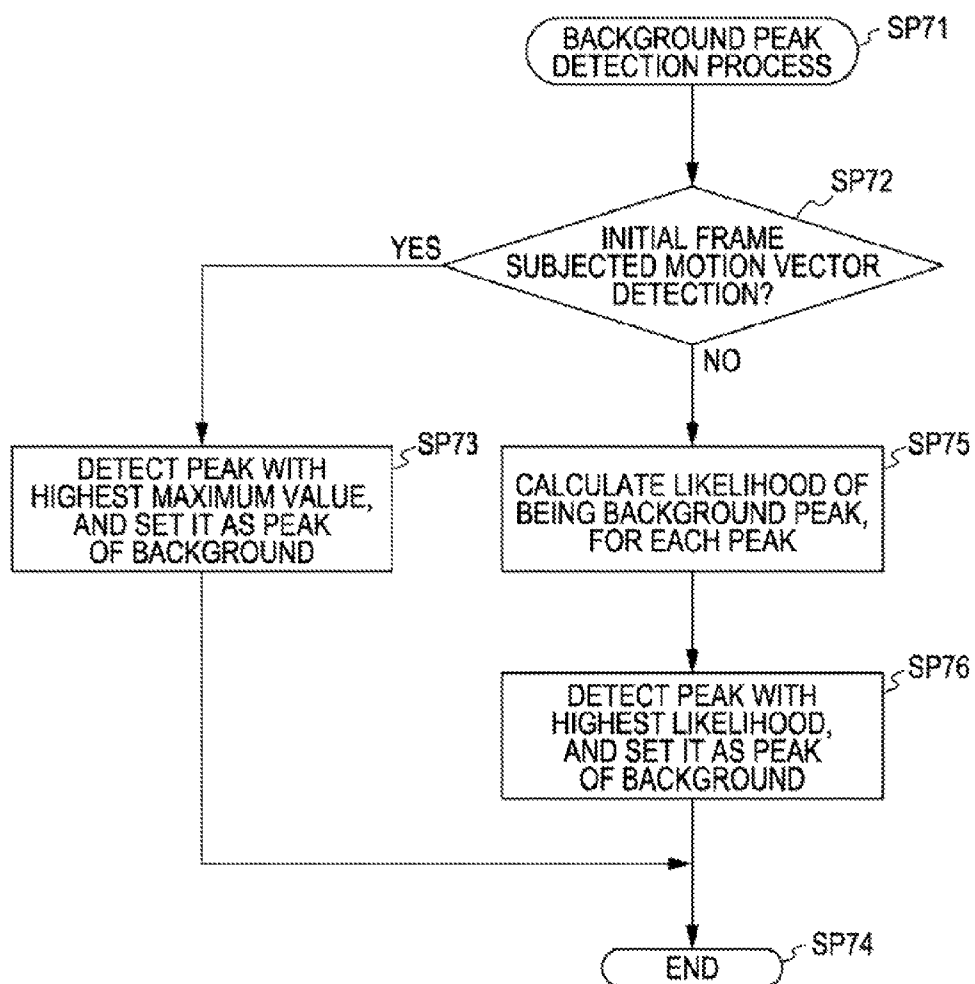 BACKGROUND PEAK
DETECTION PROCESS
SP71
SP72
INITIAL FRAME
SUBJECTED MOTION VECTOR
DETECTION?
YES
NO
SP73
DETECT PEAK WITH
HIGHEST MAXIMUM VALUE,
AND SET IT AS PEAK
OF BACKGROUND
SP75
CALCULATE LIKELIHOOD OF
BEING BACKGROUND PEAK,
FOR EACH PEAK
SP76
DETECT PEAK WITH
HIGHEST LIKELIHOOD,
AND SET IT AS PEAK
OF BACKGROUND
SP74
END